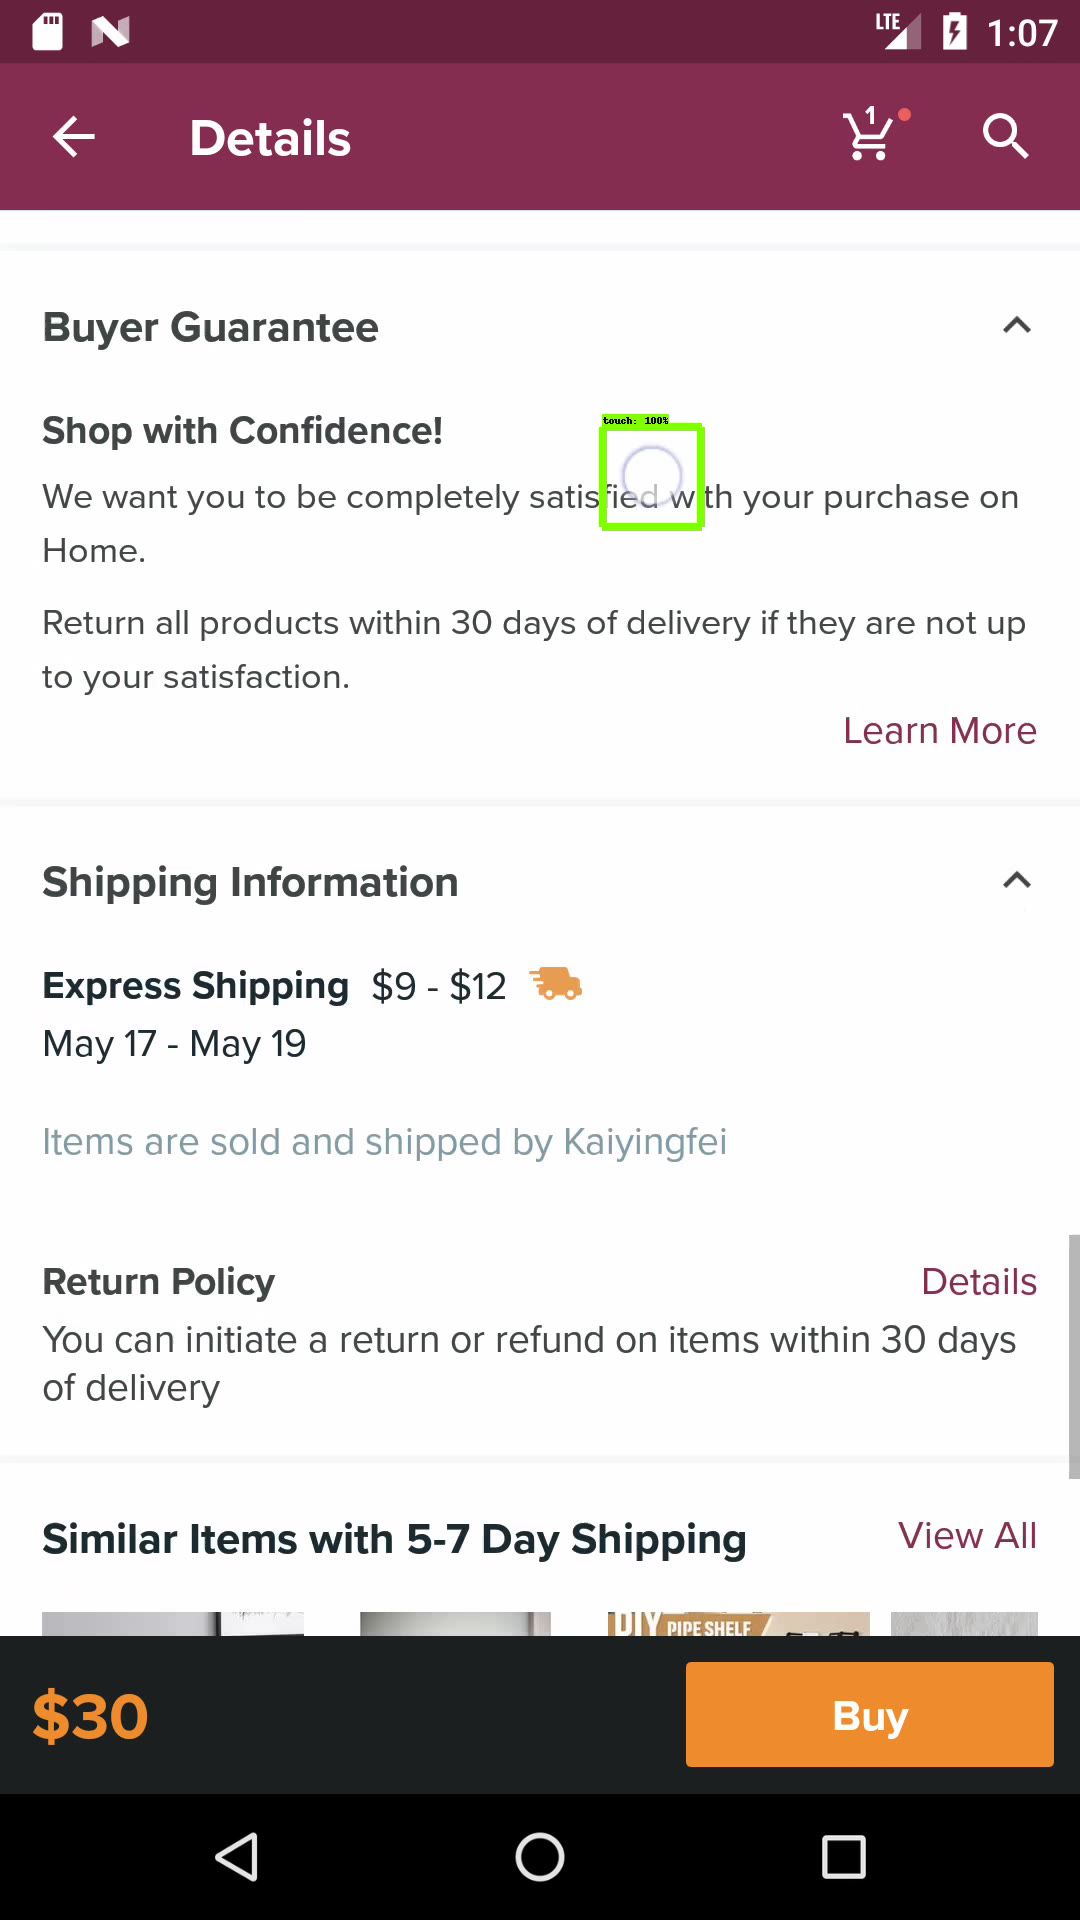 LTE 1:07
Details
1
Buyer Guarantee
Shop with Confidence!
touch: 100%
We want you to be completely satisfied with your purchase on
Home.
Return all products within 30 days of delivery if they are not up
to your satisfaction.
Learn More
Shipping Information
Express Shipping $9 - $12
May 17 - May 19
Items are sold and shipped by Kaiyingfei
Return Policy
Details
You can initiate a return or refund on items within 30 days
of delivery
Similar Items with 5-7 Day Shipping
View All
DIY PIPE SHELF
$30
Buy